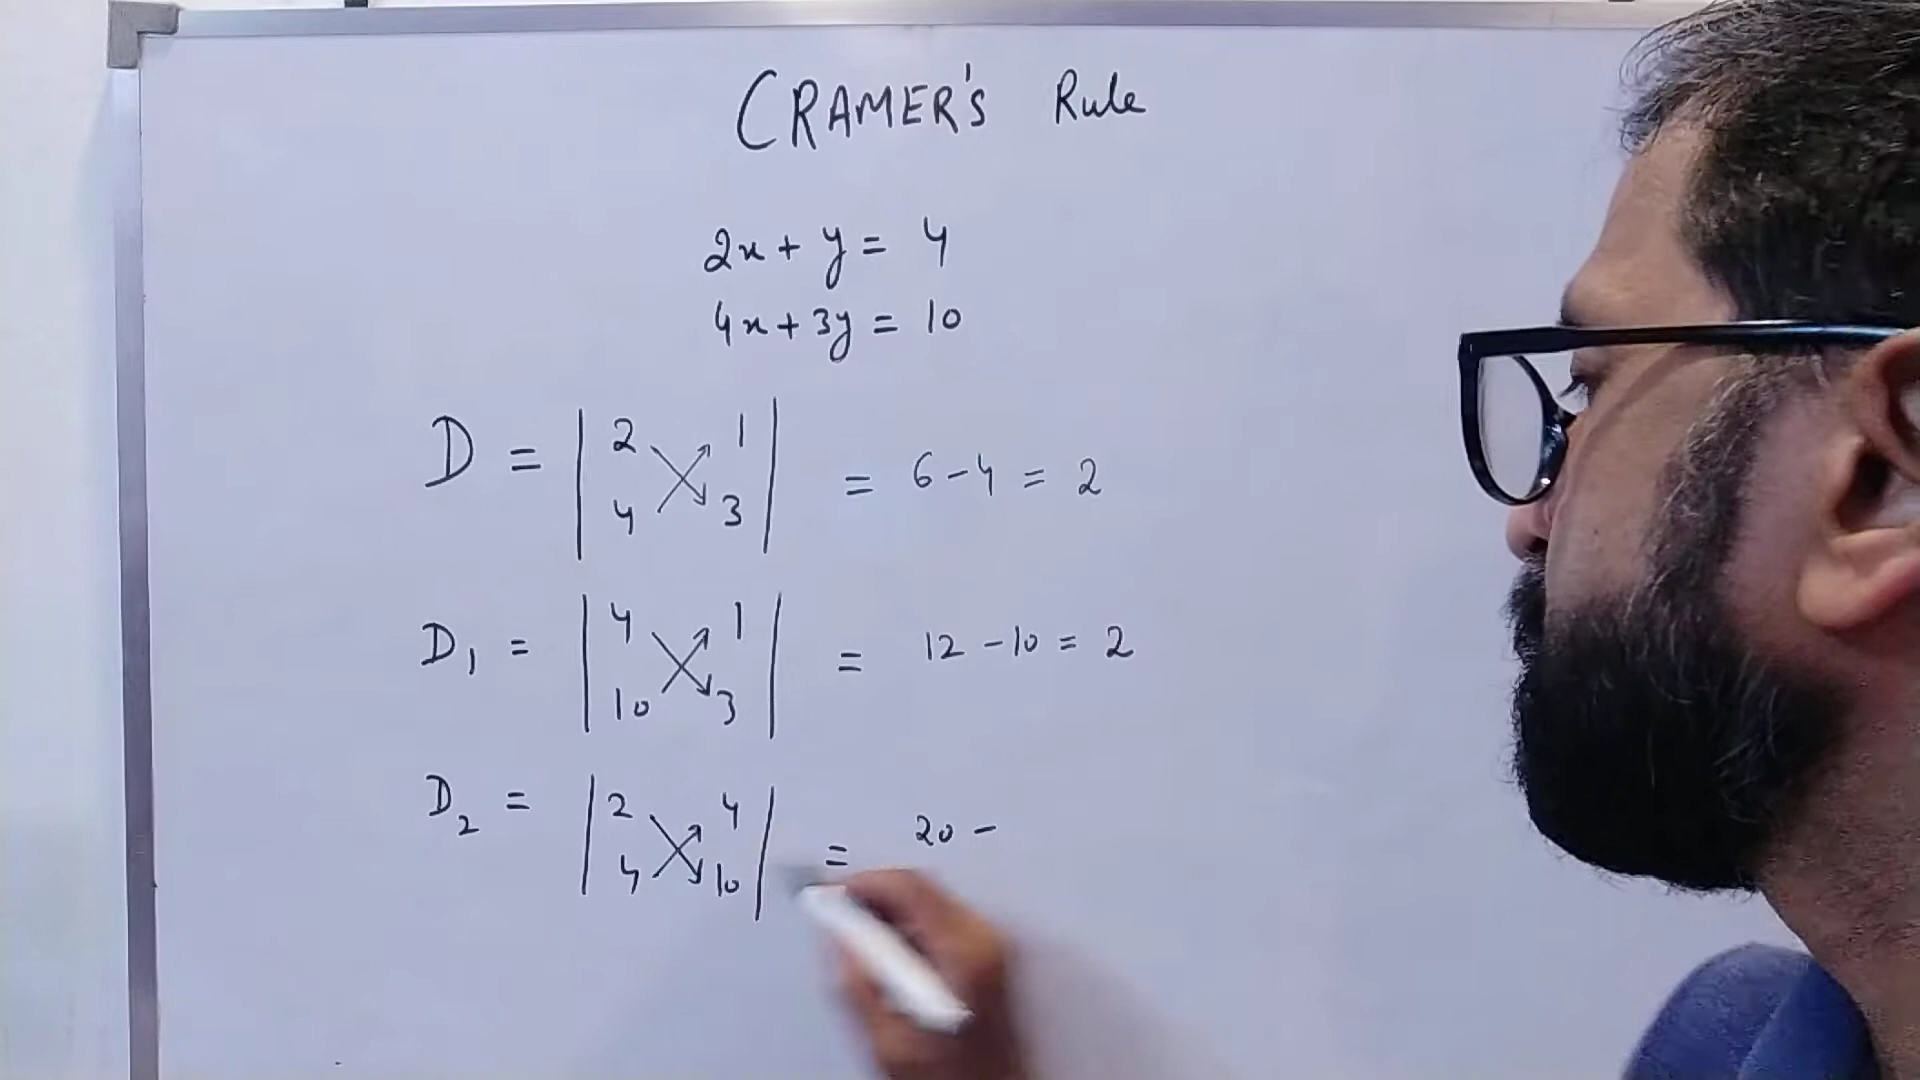 CRAMER'S Rule
2x + y = 4
4x + 3y = 10
D = | 2 1 | = 6 - 4 = 2
4 3
D1 = | 4 1 | = 12 - 10 = 2
10 3
D2 = | 2 4 | = 20 -
4 10